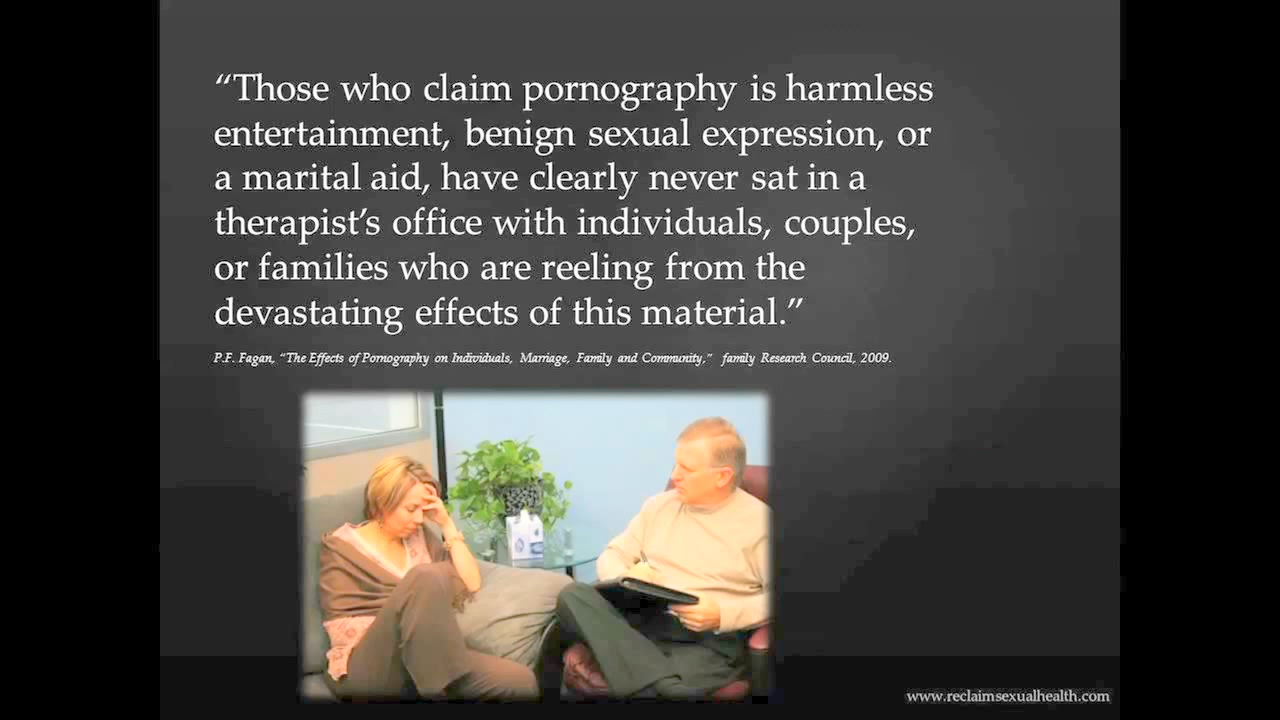 “Those who claim pornography is harmless
entertainment, benign sexual expression, or
a marital aid, have clearly never sat in a
therapist’s office with individuals, couples,
or families who are reeling from the
devastating effects of this material.”
P.F. Fagan, “The Effects of Pornography on Individuals, Marriage, Family and Community,” family Research Council, 2009.
www.reclaimsexualhealth.com